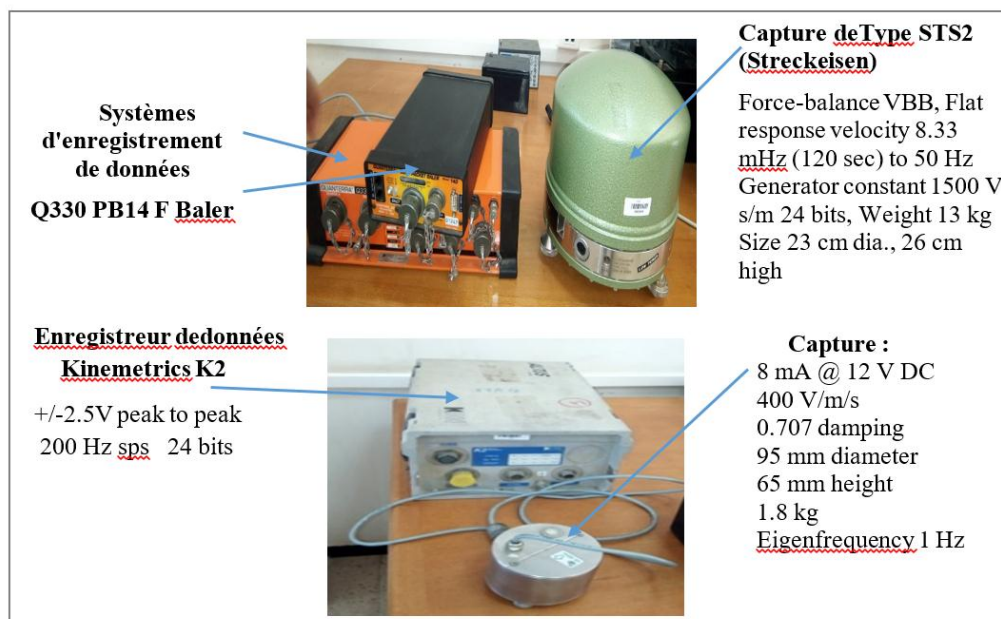 Systèmes
d'enregistrement
de données
Q330 PB14 F Baler
Capture deType STS2
(Streckeisen)
Force-balance VBB, Flat
response velocity 8.33
mHz (120 sec) to 50 Hz
Generator constant 1500 V
s/m 24 bits, Weight 13 kg
Size 23 cm dia., 26 cm
high
Enregistreur dedonnées
Kinemetrics K2
+/-2.5V peak to peak
200 Hz sps 24 bits
Capture :
8 mA @ 12 V DC
400 V/m/s
0.707 damping
95 mm diameter
65 mm height
1.8 kg
Eigenfrequency 1 Hz